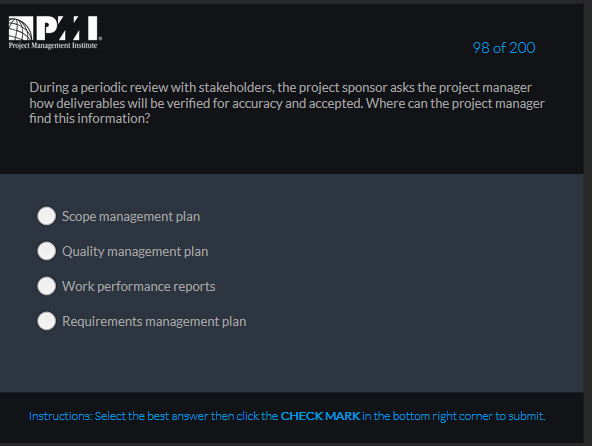 PMI.
Project Management Institute
98 of 200
During a periodic review with stakeholders, the project sponsor asks the project manager
how deliverables will be verified for accuracy and accepted. Where can the project manager
find this information?
Scope management plan
Quality management plan
Work performance reports
Requirements management plan
Instructions: Select the best answer then click the CHECK MARK in the bottom right corner to submit.